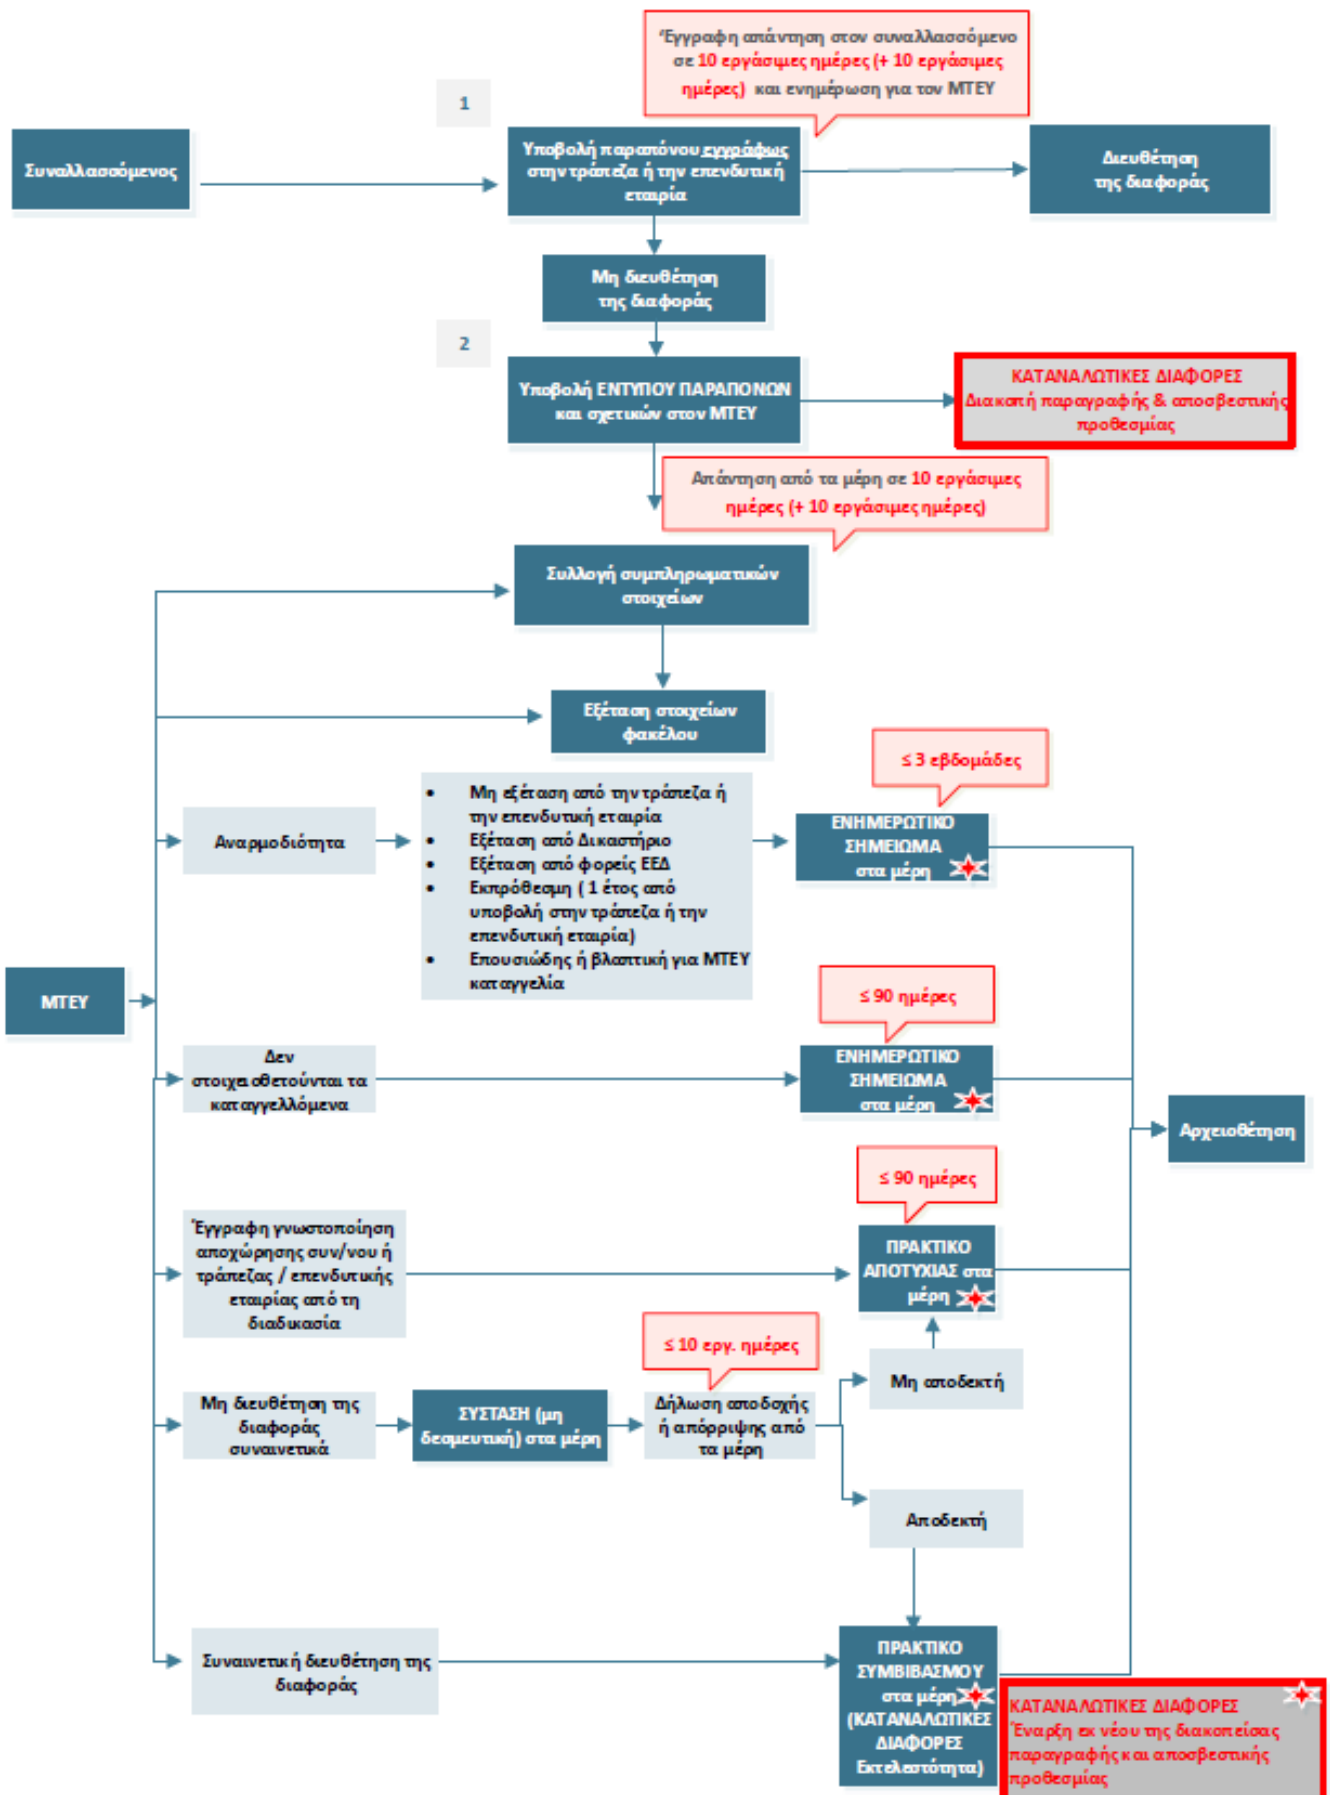 Έγγραφη απάντηση στον συναλλασσόμενο
σε 10 εργάσιμες ημέρες (+ 10 εργάσιμες
ημέρες) και ενημέρωση για τον ΜΤΕΥ
1
Συναλλασσόμενος
Υποβολή παραπόνου εγγράφως
στην τράπεζα ή την επενδυτική
εταιρία
Διευθέτηση
της διαφοράς
Μη διευθέτηση
της διαφοράς
2
Υποβολή ΕΝΤΥΠΟΥ ΠΑΡΑΠΟΝΩΝ
και σχετικών στον ΜΤΕΥ
ΚΑΤΑΝΑΛΩΤΙΚΕΣ ΔΙΑΦΟΡΕΣ
Διακοπή παραγραφής & αποσβεστικής
προθεσμίας
Απάντηση από τα μέρη σε 10 εργάσιμες
ημέρες (+ 10 εργάσιμες ημέρες)
Συλλογή συμπληρωματικών
στοιχείων
Εξέταση στοιχείων
φακέλου
≤ 3 εβδομάδες
Αναρμοδιότητα
• Μη εξέταση από την τράπεζα ή
την επενδυτική εταιρία
• Εξέταση από Δικαστήριο
• Εξέταση από φορείς ΕΕΔ
• Εκπρόθεσμη ( 1 έτος από
υποβολή στην τράπεζα ή την
επενδυτική εταιρία)
• Επουσιώδης ή βλαπτική για ΜΤΕΥ
καταγγελία
ΕΝΗΜΕΡΩΤΙΚΟ
ΣΗΜΕΙΩΜΑ
στα μέρη
ΜΤΕΥ
≤ 90 ημέρες
Δεν
στοιχειοθετούνται τα
καταγγελλόμενα
ΕΝΗΜΕΡΩΤΙΚΟ
ΣΗΜΕΙΩΜΑ
στα μέρη
Αρχειοθέτηση
≤ 90 ημέρες
Έγγραφη γνωστοποίηση
αποχώρησης συν/νου ή
τράπεζας / επενδυτικής
εταιρίας από τη
διαδικασία
ΠΡΑΚΤΙΚΟ
ΑΠΟΤΥΧΙΑΣ στα
μέρη
≤ 10 εργ. ημέρες
Μη αποδεκτή
Μη διευθέτηση της
διαφοράς
συναινετικά
ΣΥΣΤΑΣΗ (μη
δεσμευτική) στα μέρη
Δήλωση αποδοχής
ή απόρριψης από
τα μέρη
Αποδεκτή
Συναινετική διευθέτηση της
διαφοράς
ΠΡΑΚΤΙΚΟ
ΣΥΜΒΙΒΑΣΜΟΥ
στα μέρη
(ΚΑΤΑΝΑΛΩΤΙΚΕΣ
ΔΙΑΦΟΡΕΣ
Εκτελεστότητα)
ΚΑΤΑΝΑΛΩΤΙΚΕΣ ΔΙΑΦΟΡΕΣ
Έναρξη εκ νέου της διακοπείσας
παραγραφής και αποσβεστικής
προθεσμίας